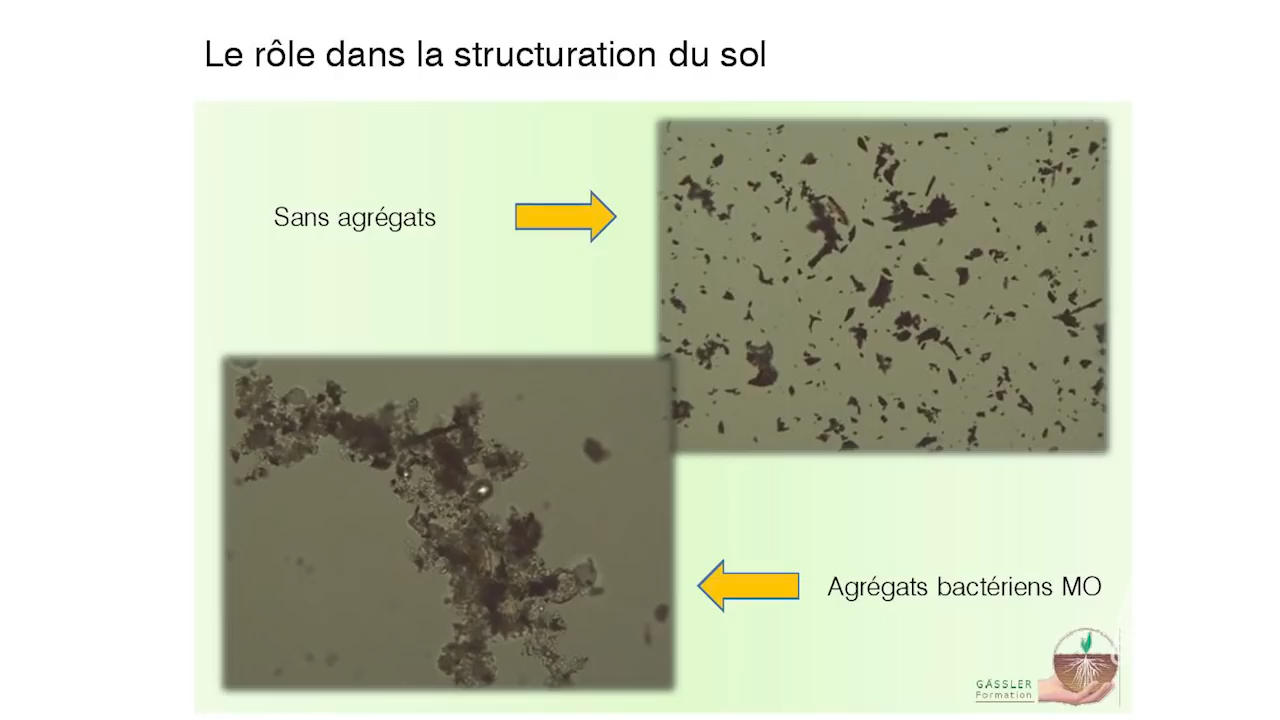 Le rôle dans la structuration du sol
Sans agrégats
Agrégats bactériens MO
GÄSSLER
Formation